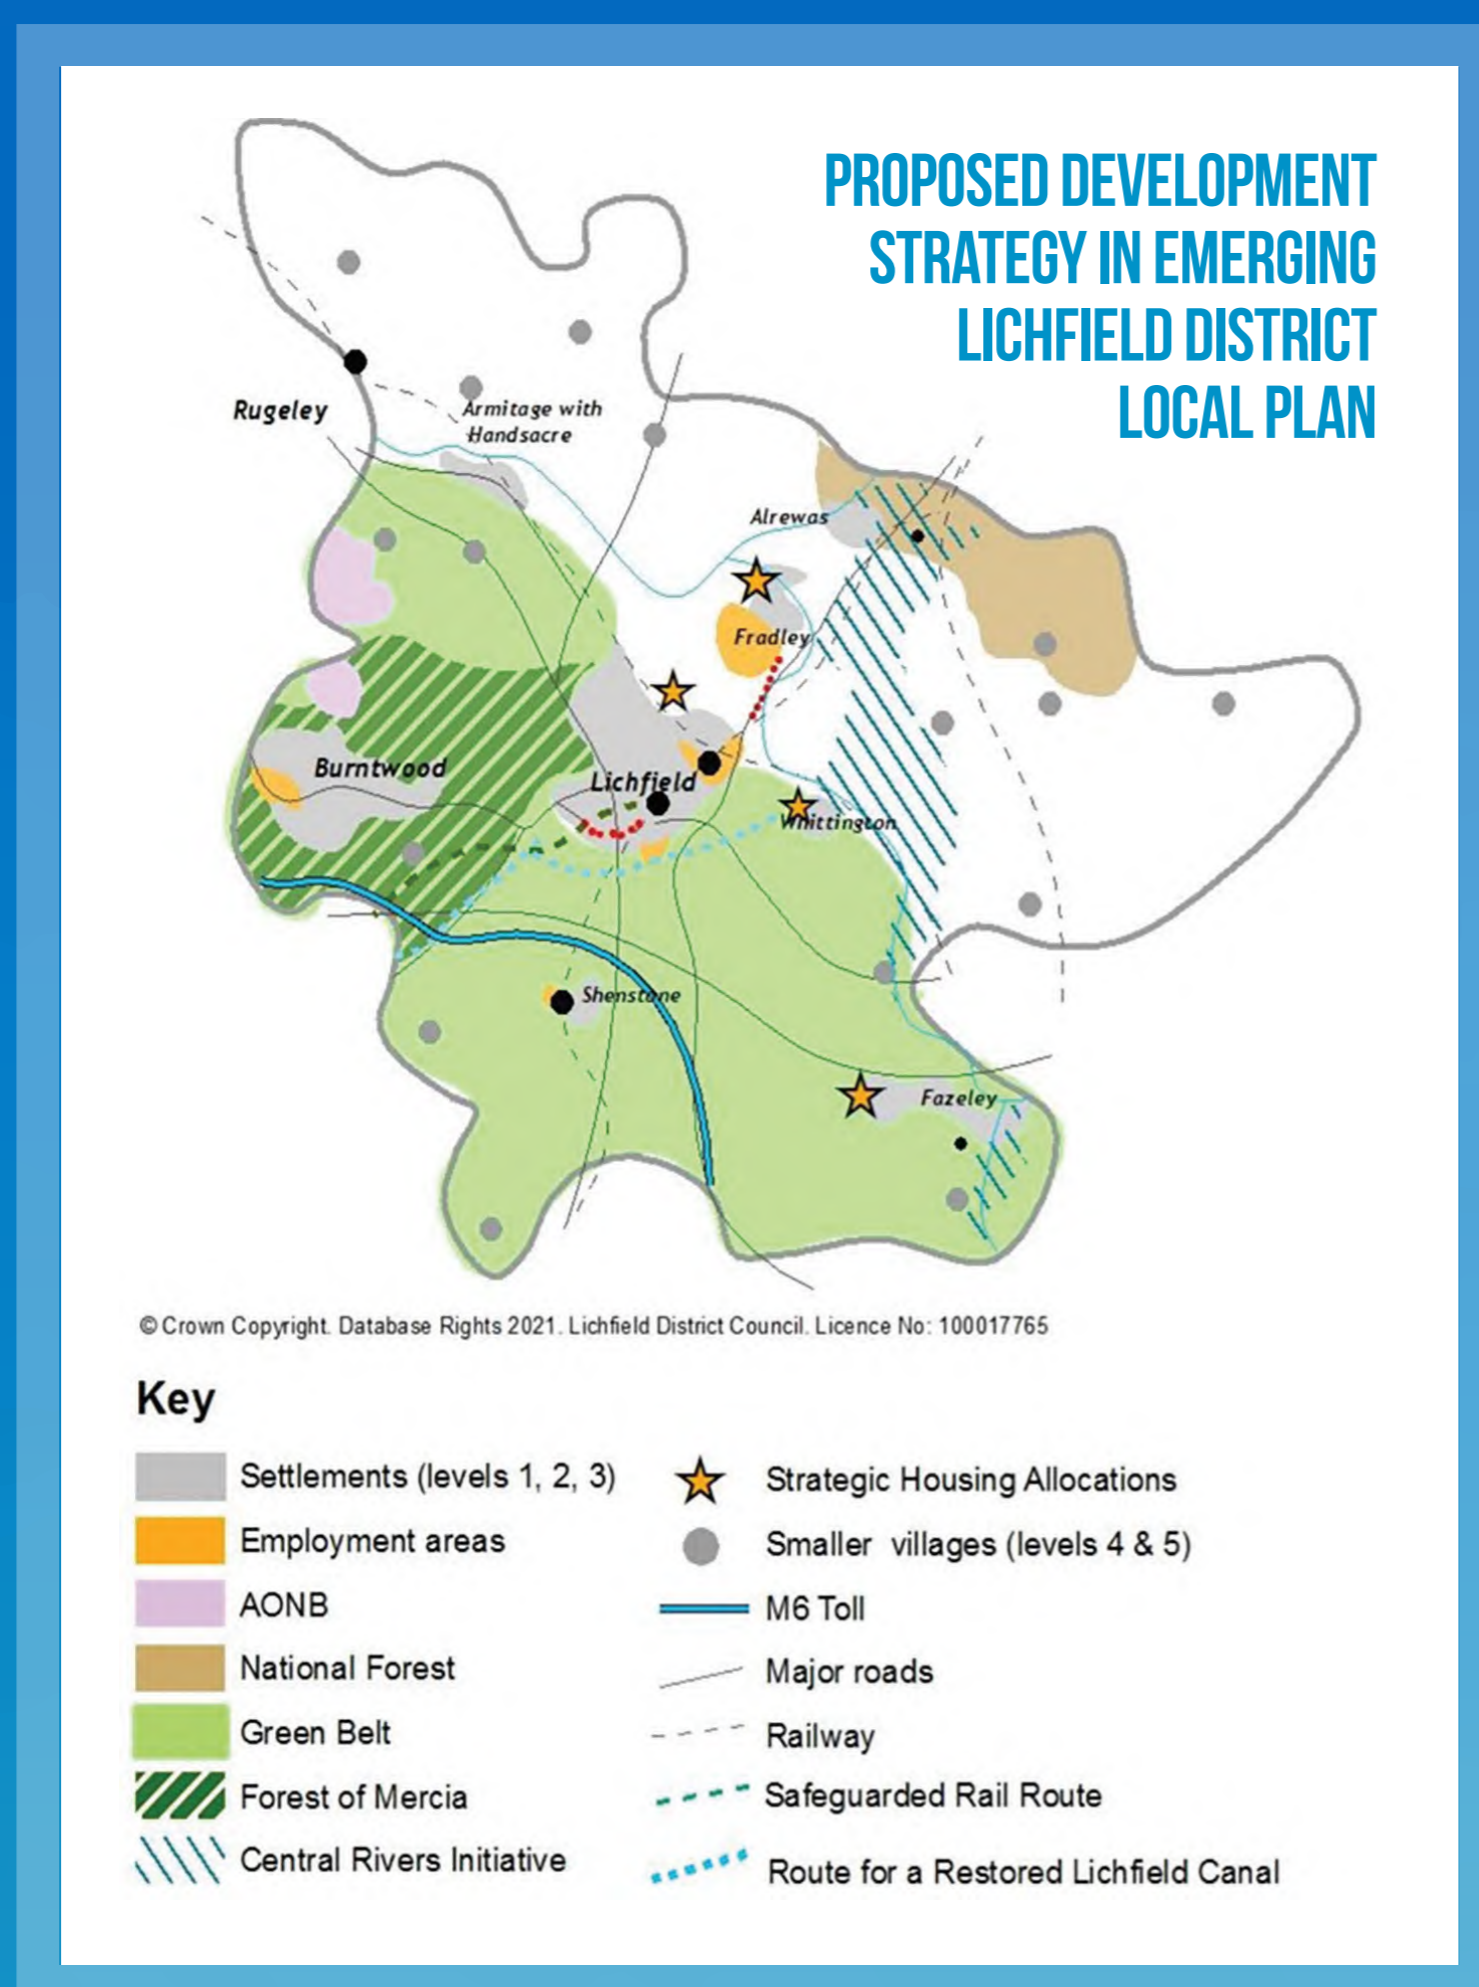 PROPOSED DEVELOPMENT
STRATEGY IN EMERGING
LICHFIELD DISTRICT
LOCAL PLAN
Rugeley
Armitage with
Handsacre
Alrewas
Fradley
Burntwood
Lichfield
Whittington
Shenstone
Fazeley
© Crown Copyright. Database Rights 2021. Lichfield District Council. Licence No: 100017765
Key
Settlements (levels 1, 2, 3)
Employment areas
AONB
National Forest
Green Belt
Forest of Mercia
Central Rivers Initiative
Strategic Housing Allocations
Smaller villages (levels 4 & 5)
M6 Toll
Major roads
Railway
Safeguarded Rail Route
Route for a Restored Lichfield Canal